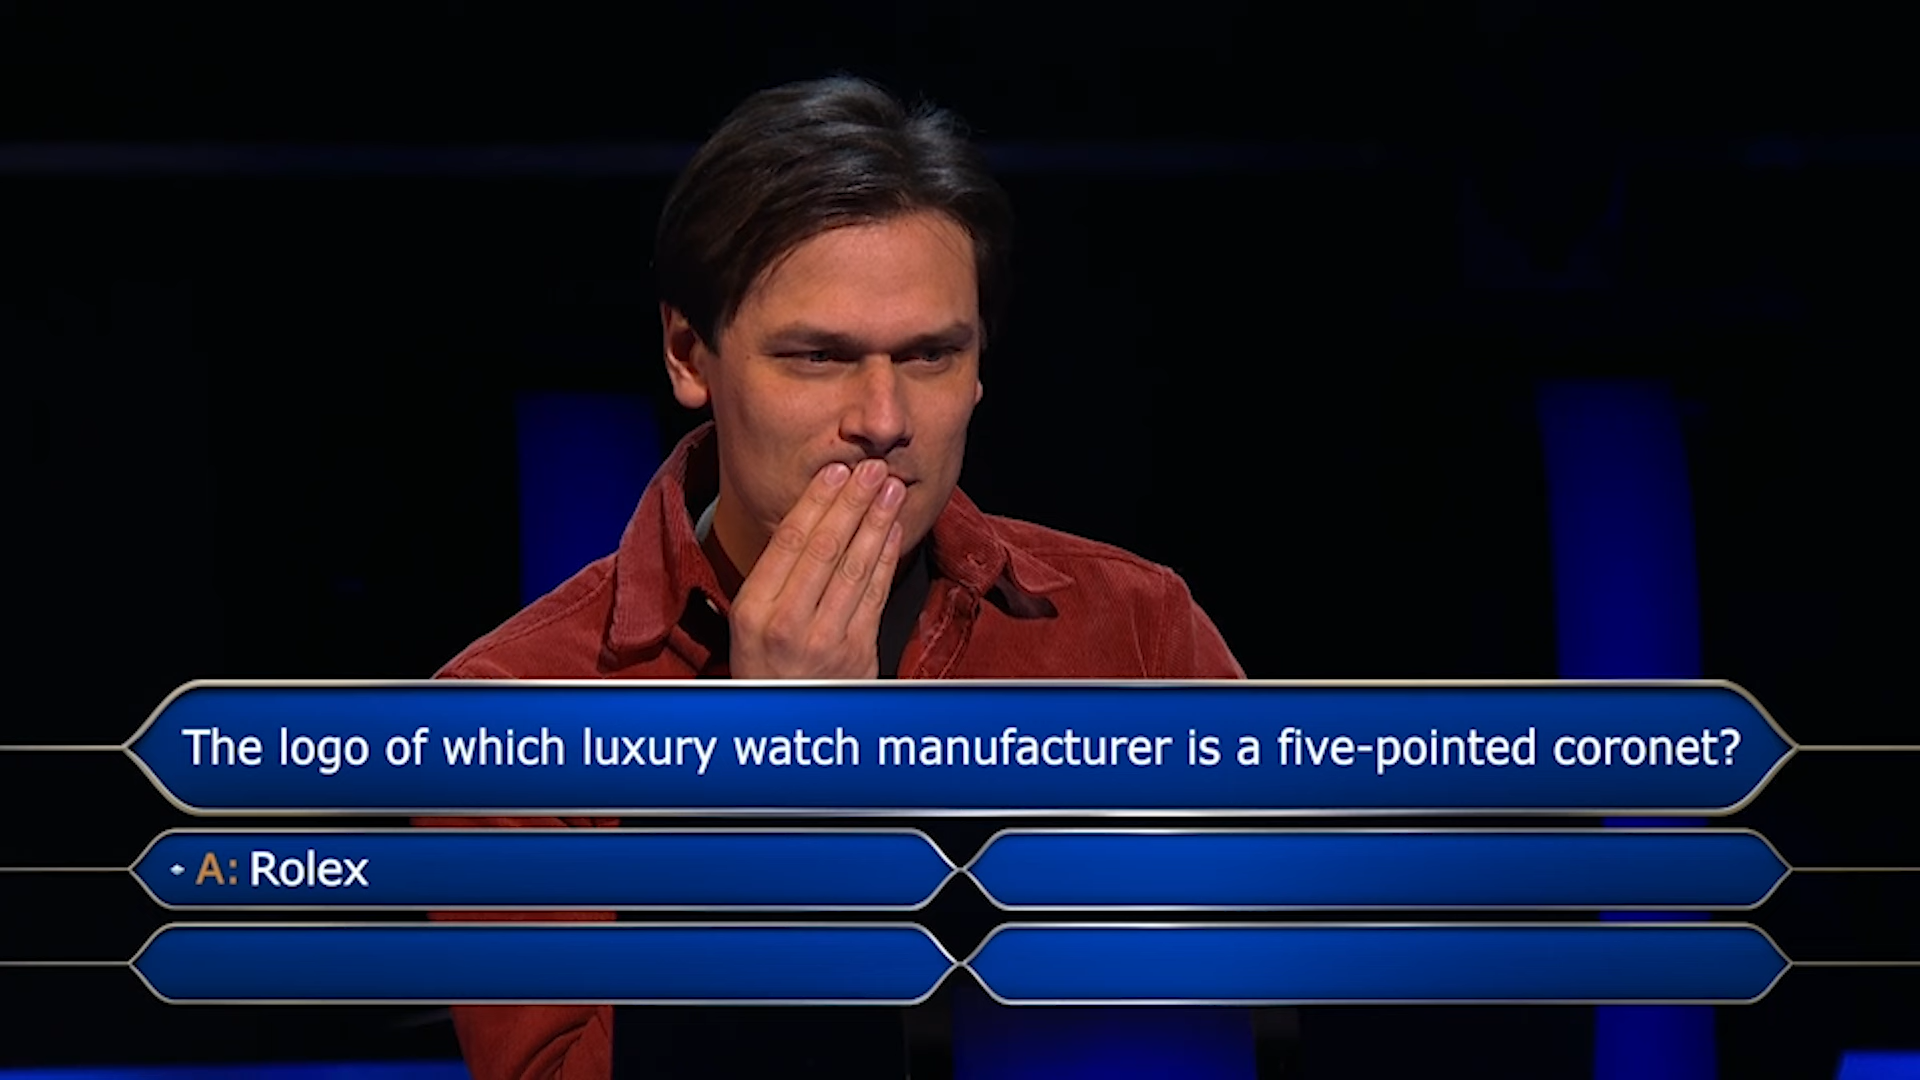 The logo of which luxury watch manufacturer is a five-pointed coronet?
A: Rolex